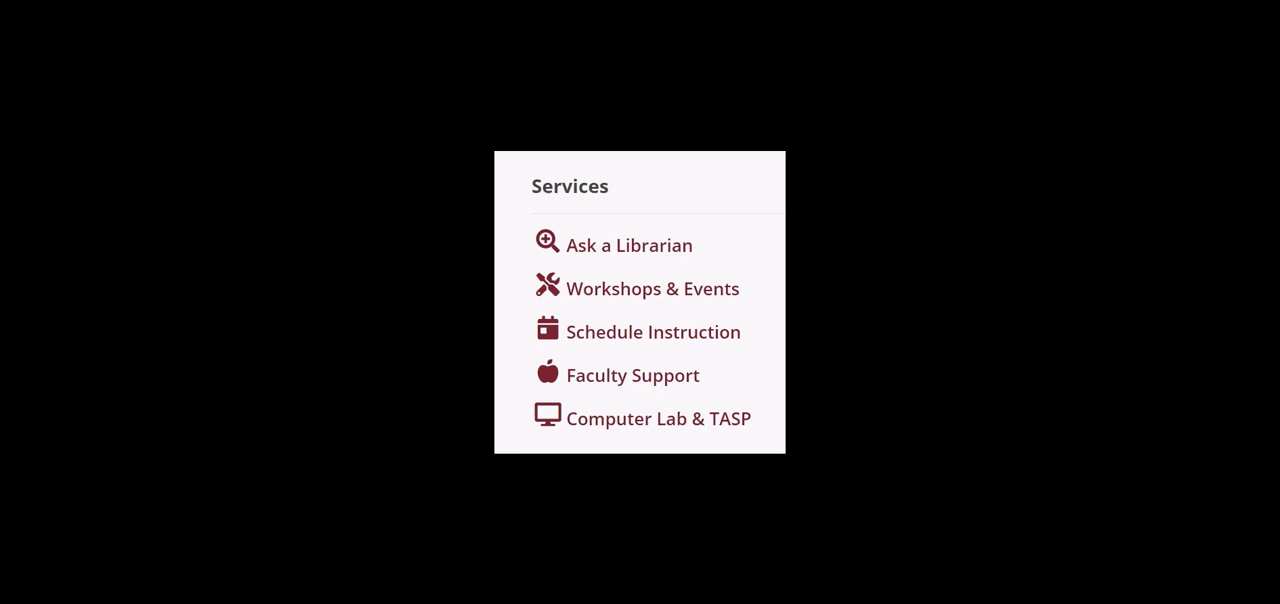 Services
Ask a Librarian
Workshops & Events
Schedule Instruction
Faculty Support
Computer Lab & TASP